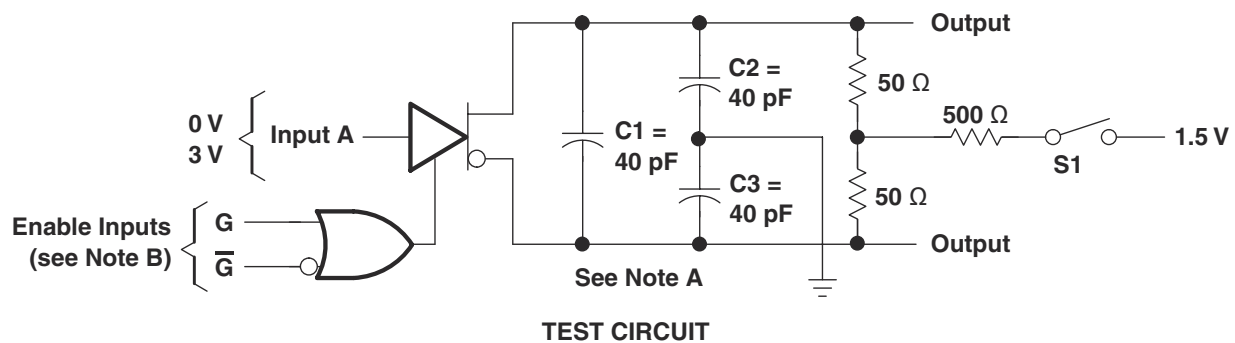 Output
C2 =
40 pF
50 Ω
500 Ω
0 V
3 V
Input A
C1 =
40 pF
1.5 V
S1
C3 =
40 pF
50 Ω
Enable Inputs
(see Note B)
G
G̅
Output
See Note A
TEST CIRCUIT